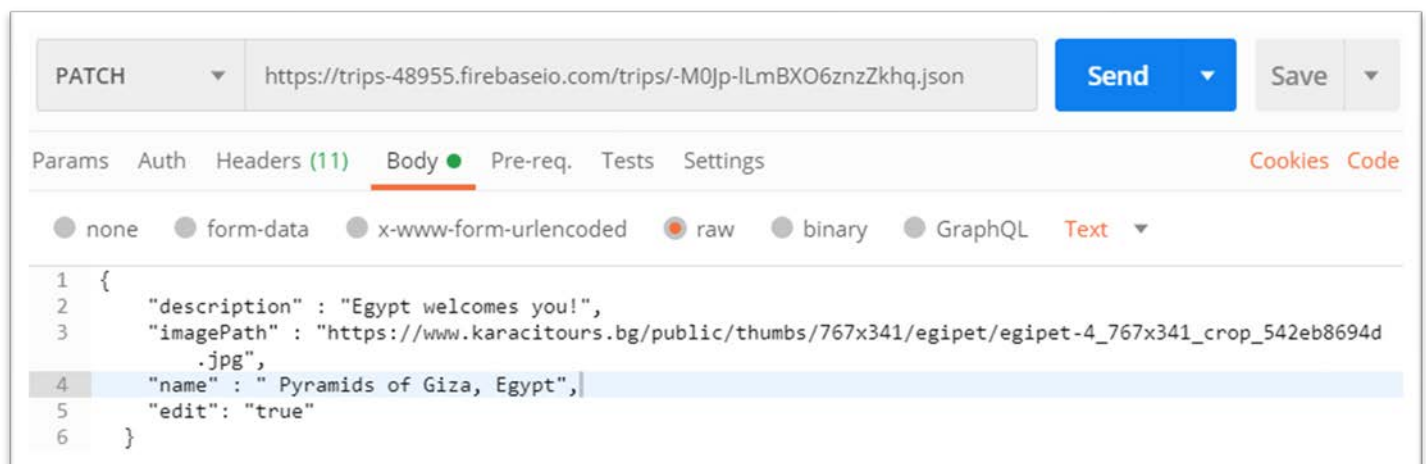 PATCH https://trips-48955.firebaseio.com/trips/-M0Jp-lLmBXO6znzZkhq.json Send Save
Params Auth Headers (11) Body Pre-req. Tests Settings Cookies Code
none form-data x-www-form-urlencoded raw binary GraphQL Text
1 {
2 "description" : "Egypt welcomes you!",
3 "imagePath" : "https://www.karacitours.bg/public/thumbs/767x341/egipet/egipet-4_767x341_crop_542eb8694d
.jpg",
4 "name" : " Pyramids of Giza, Egypt",
5 "edit": "true"
6 }